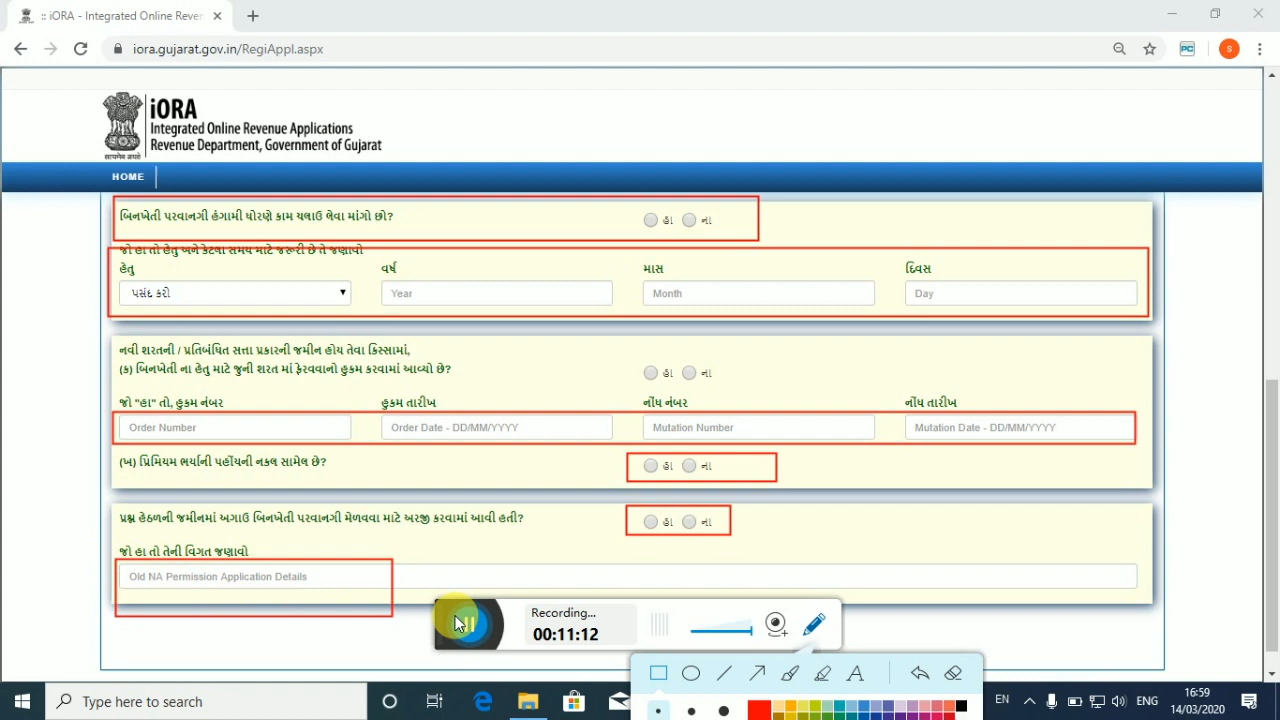 :: iORA - Integrated Online Rever
iora.gujarat.gov.in/RegiAppl.aspx
PC
S
iORA
Integrated Online Revenue Applications
Revenue Department, Government of Gujarat
सत्यमेव जयते
HOME
બિનખેતી પરવાનગી હંગામી ધોરણે કામ ચલાઉ લેવા માંગો છો?
હા ના
જો હા તો હેતુ અને કેટલા સમય માટે જરૂરી છે તે જણાવો
હેતુ વર્ષ માસ દિવસ
પસંદ કરો Year Month Day
નવી શરતની / પ્રતિબંધિત સત્તા પ્રકારની જમીન હોય તેવા કિસ્સામાં,
(ક) બિનખેતી ના હેતુ માટે જુની શરત માં ફેરવવાનો હુકમ કરવામાં આવ્યો છે?
હા ના
જો "હા" તો, હુકમ નંબર હુકમ તારીખ નોંધ નંબર નોંધ તારીખ
Order Number Order Date - DD/MM/YYYY Mutation Number Mutation Date - DD/MM/YYYY
(ખ) પ્રિમિયમ ભર્યાની પહોંચની નકલ સામેલ છે?
હા ના
પ્રશ્ન હેઠળની જમીનમાં અગાઉ બિનખેતી પરવાનગી મેળવવા માટે અરજી કરવામાં આવી હતી?
હા ના
જો હા તો તેની વિગત જણાવો
Old NA Permission Application Details
Recording...
00:11:12
A
Type here to search
EN
ENG
16:59
14/03/2020